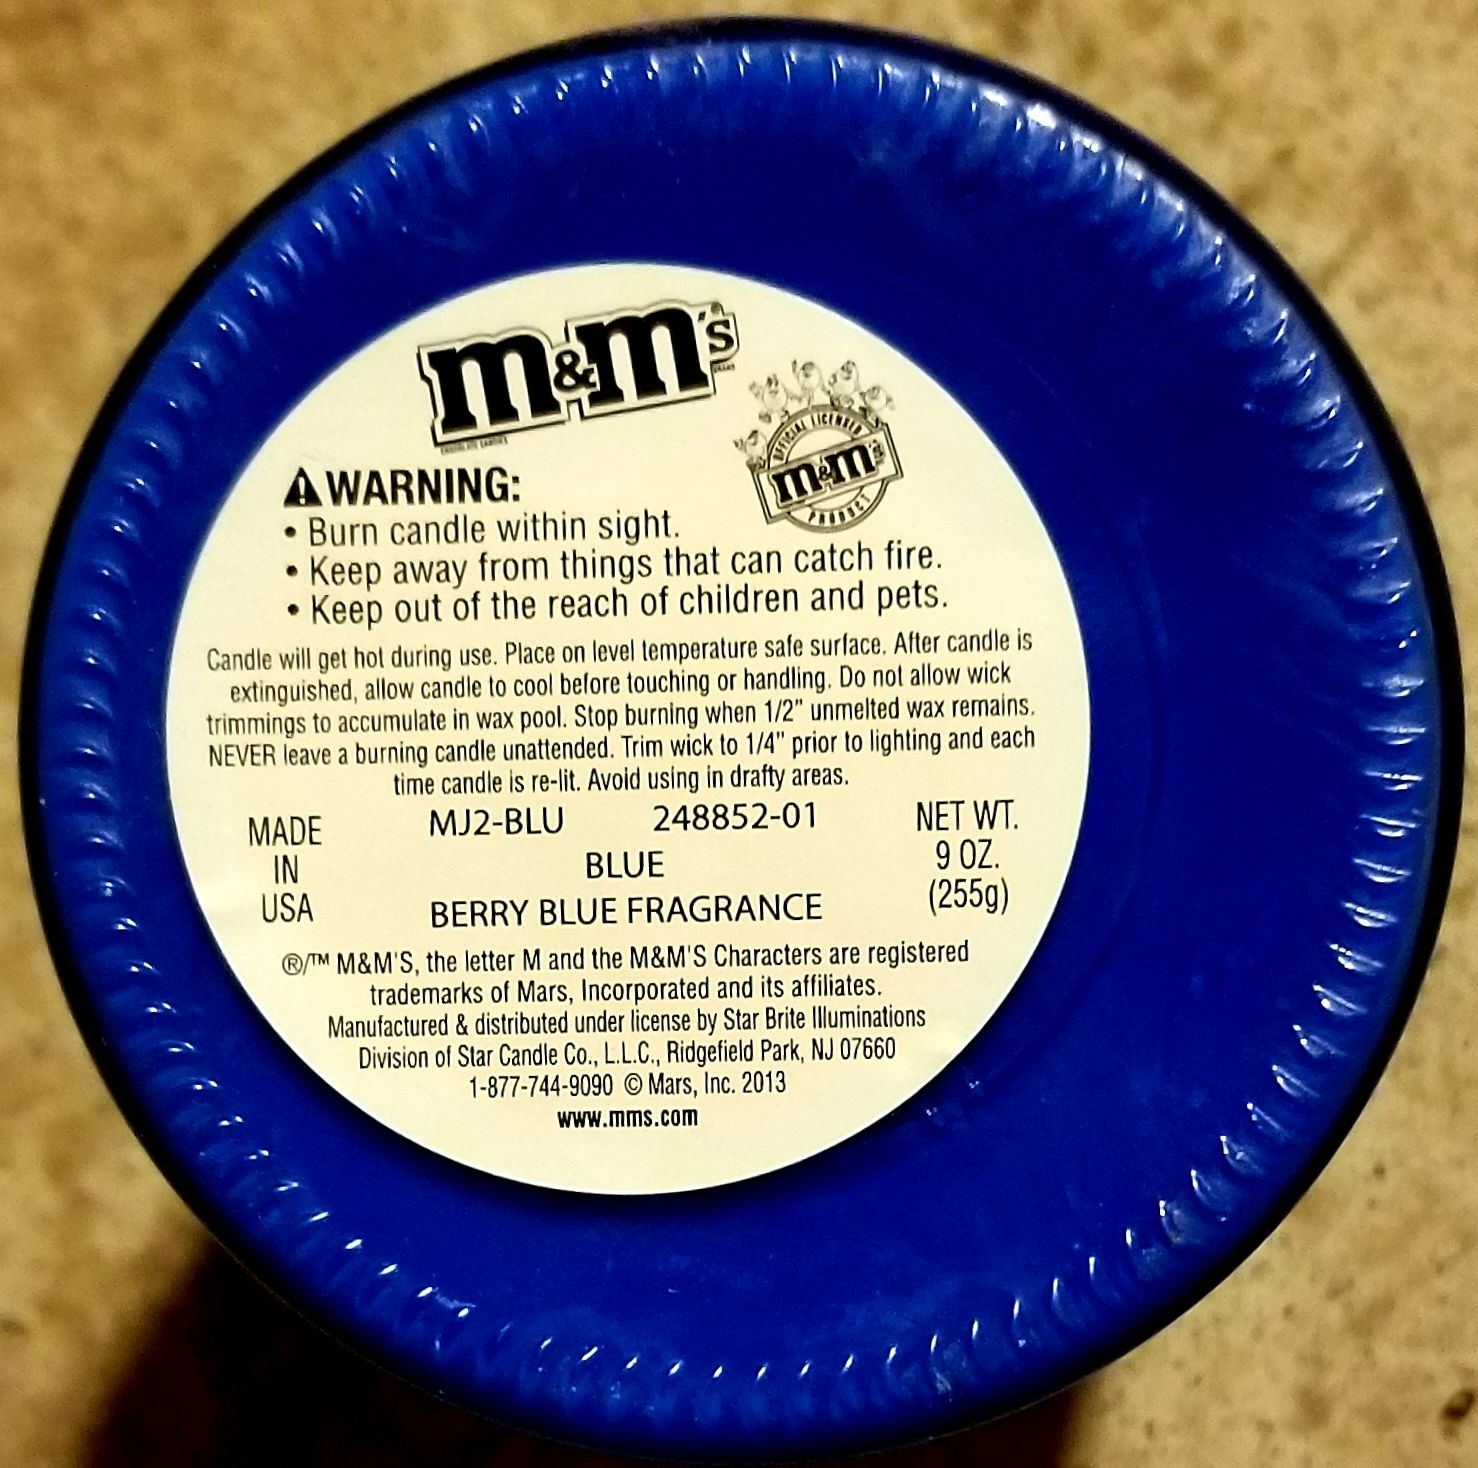 m&m's®
⚠ WARNING:
OFFICIAL LICENSED
m&m's
PRODUCT
• Burn candle within sight.
• Keep away from things that can catch fire.
• Keep out of the reach of children and pets.
Candle will get hot during use. Place on level temperature safe surface. After candle is
extinguished, allow candle to cool before touching or handling. Do not allow wick
trimmings to accumulate in wax pool. Stop burning when 1/2" unmelted wax remains.
NEVER leave a burning candle unattended. Trim wick to 1/4" prior to lighting and each
time candle is re-lit. Avoid using in drafty areas.
MADE
IN
USA
MJ2-BLU 248852-01
BLUE
BERRY BLUE FRAGRANCE
NET WT.
9 OZ.
(255g)
®/™ M&M'S, the letter M and the M&M'S Characters are registered
trademarks of Mars, Incorporated and its affiliates.
Manufactured & distributed under license by Star Brite Illuminations
Division of Star Candle Co., L.L.C., Ridgefield Park, NJ 07660
1-877-744-9090 © Mars, Inc. 2013
www.mms.com